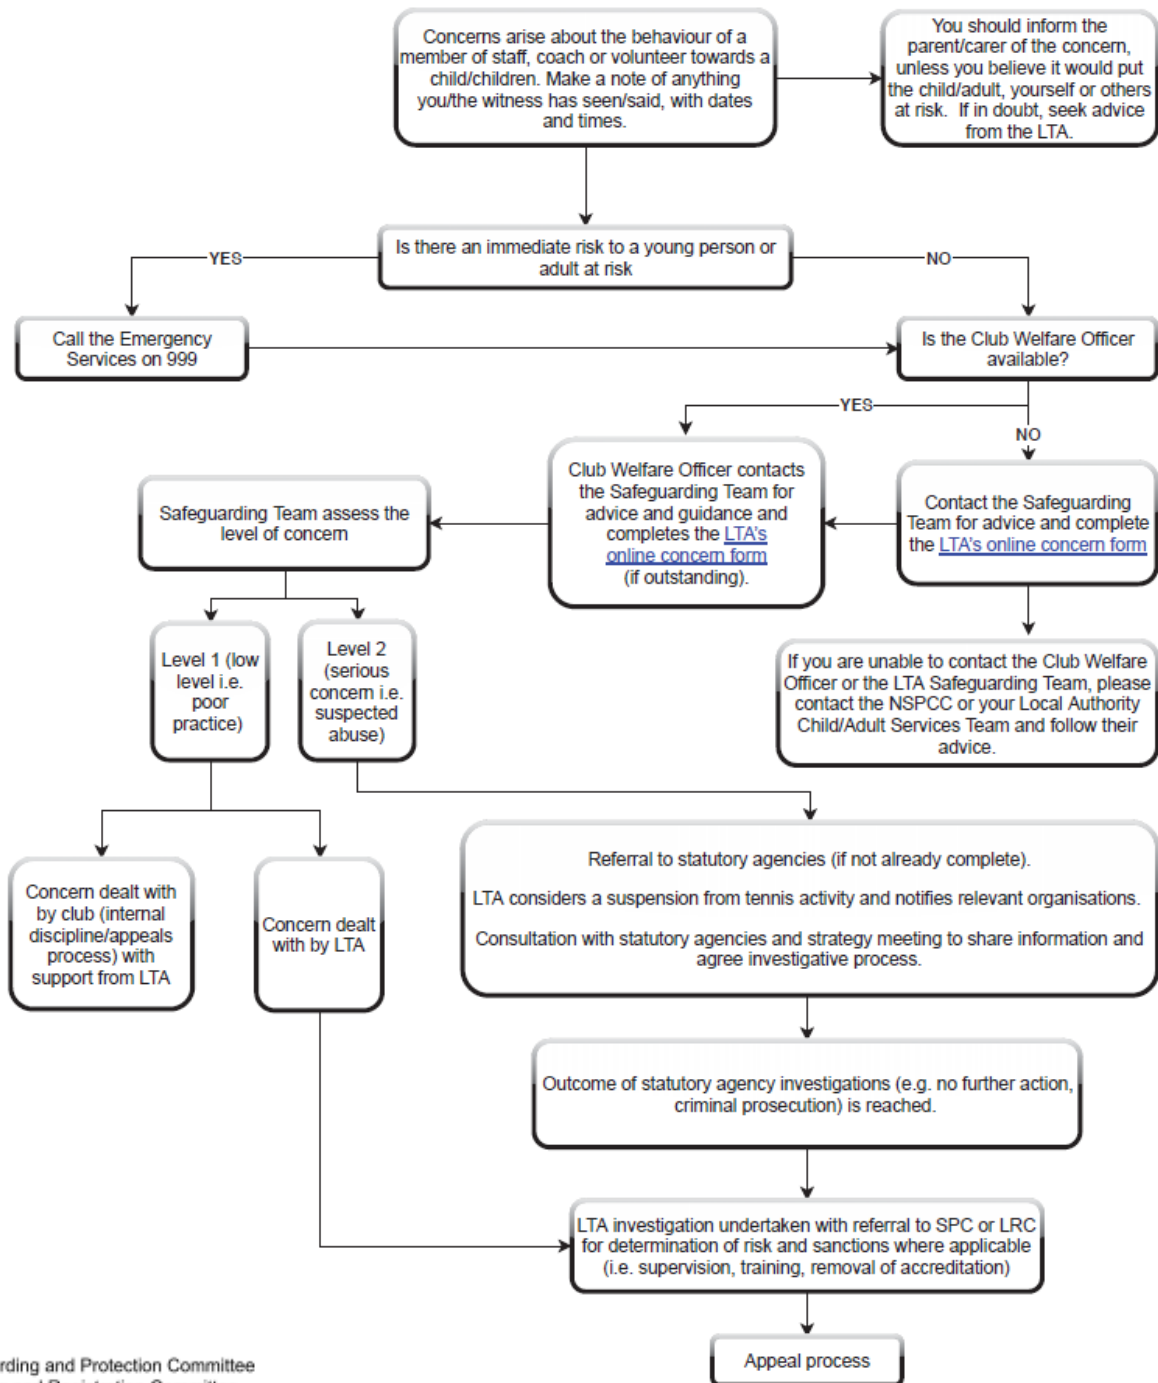 Concerns arise about the behaviour of a
member of staff, coach or volunteer towards a
child/children. Make a note of anything
you/the witness has seen/said, with dates
and times.
You should inform the
parent/carer of the concern,
unless you believe it would put
the child/adult, yourself or others
at risk. If in doubt, seek advice
from the LTA.
Is there an immediate risk to a young person or
adult at risk
YES
NO
Call the Emergency
Services on 999
Is the Club Welfare Officer
available?
YES
NO
Club Welfare Officer contacts
the Safeguarding Team for
advice and guidance and
completes the LTA's
online concern form
(if outstanding).
Contact the Safeguarding
Team for advice and complete
the LTA's online concern form
Safeguarding Team assess the
level of concern
Level 1 (low
level i.e.
poor
practice)
Level 2
(serious
concern i.e.
suspected
abuse)
If you are unable to contact the Club Welfare
Officer or the LTA Safeguarding Team, please
contact the NSPCC or your Local Authority
Child/Adult Services Team and follow their
advice.
Concern dealt with
by club (internal
discipline/appeals
process) with
support from LTA
Concern dealt
with by LTA
Referral to statutory agencies (if not already complete).
LTA considers a suspension from tennis activity and notifies relevant organisations.
Consultation with statutory agencies and strategy meeting to share information and
agree investigative process.
Outcome of statutory agency investigations (e.g. no further action,
criminal prosecution) is reached.
LTA investigation undertaken with referral to SPC or LRC
for determination of risk and sanctions where applicable
(i.e. supervision, training, removal of accreditation)
Appeal process
rding and Protection Committee